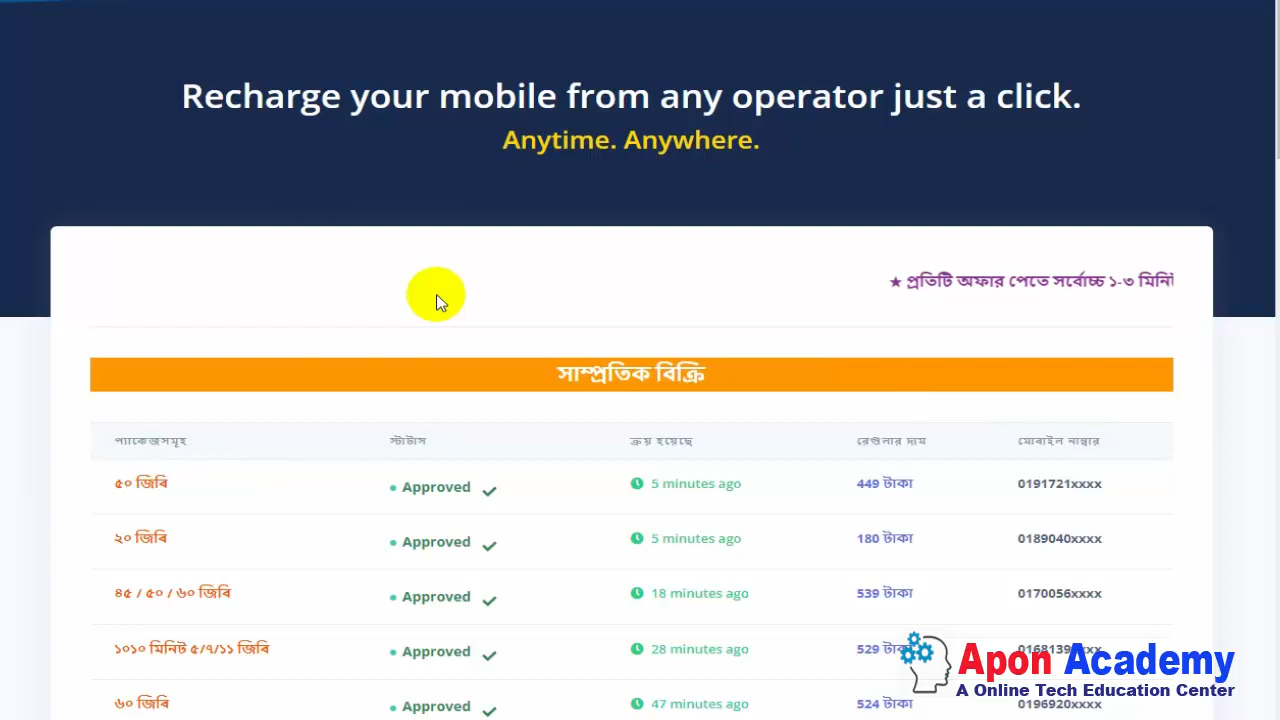 Recharge your mobile from any operator just a click.
Anytime. Anywhere.
★ প্রতিটি অফার পেতে সর্বোচ্চ ১-৩ মিনিট
সাম্প্রতিক বিক্রি
প্যাকেজসমূহ স্টাটাস ক্রয় হয়েছে রেগুলার দাম মোবাইল নাম্বার
৫০ জিবি Approved 5 minutes ago 449 টাকা 0191721xxxx
২০ জিবি Approved 5 minutes ago 180 টাকা 0189040xxxx
৪৫ / ৫০ / ৬০ জিবি Approved 18 minutes ago 539 টাকা 0170056xxxx
১০১০ মিনিট ৫/৭/১১ জিবি Approved 28 minutes ago 529 টাকা
৬০ জিবি Approved 47 minutes ago 524 টাকা 0196920xxxx
Apon Academy
A Online Tech Education Center